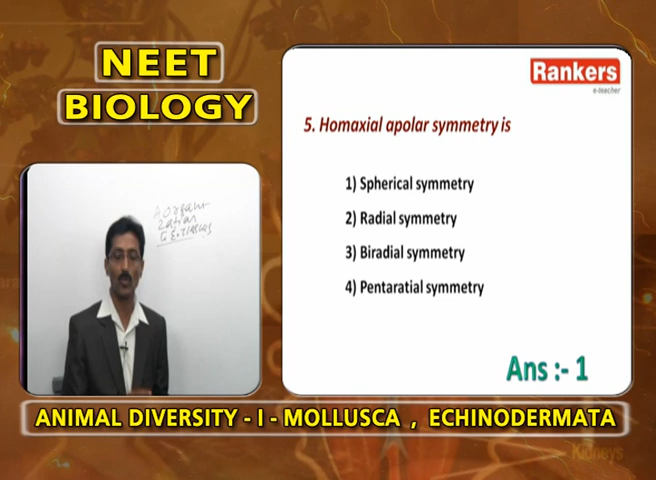 NEET
BIOLOGY
Rankers
e-teacher
5. Homaxial apolar symmetry is
1) Spherical symmetry
2) Radial symmetry
3) Biradial symmetry
4) Pentaratial symmetry
Ans :- 1
ANIMAL DIVERSITY - I - MOLLUSCA , ECHINODERMATA
Kidneys